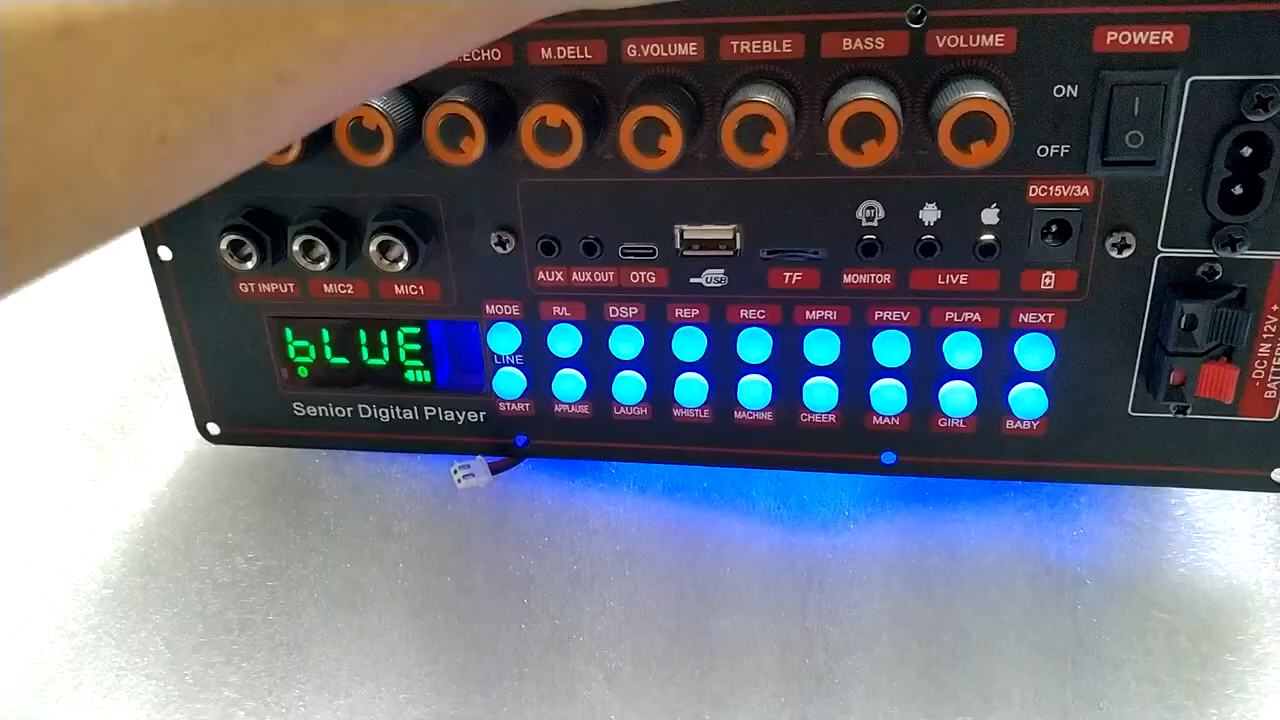 M.DELL G.VOLUME TREBLE BASS VOLUME POWER
ON
OFF
DC15V/3A
BT
AUX AUX OUT OTG USB TF MONITOR LIVE
GT INPUT MIC2 MIC1
MODE R/L DSP REP REC MPRI PREV PL/PA NEXT
bLUE
LINE
START APPLAUSE LAUGH WHISTLE MACHINE CHEER MAN GIRL BABY
Senior Digital Player
-DC IN 12V +